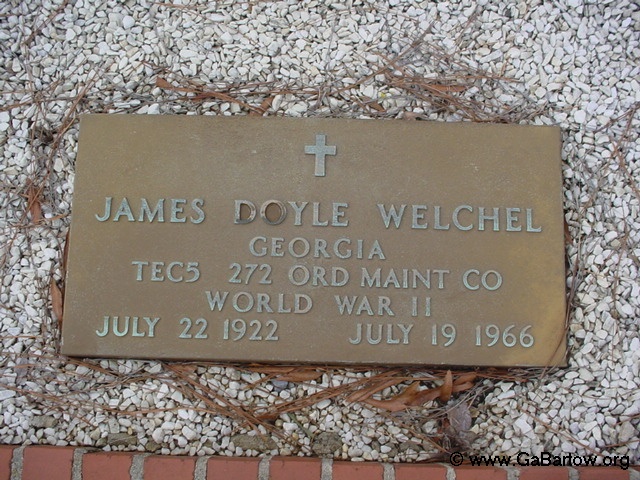 JAMES DOYLE WELCHEL
GEORGIA
TEC5 272 ORD MAINT CO
WORLD WAR II
JULY 22 1922 JULY 19 1966
© www.GaBartow.org